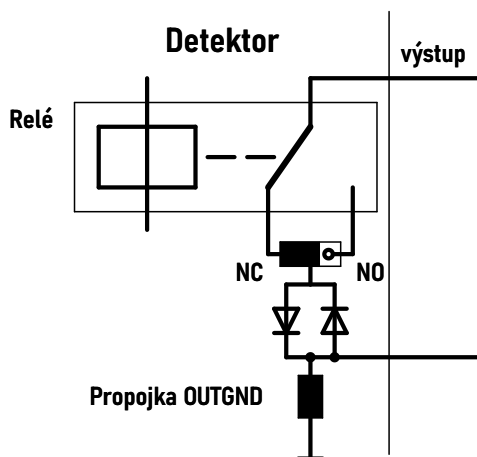 Detektor
výstup
Relé
NC
NO
Propojka OUTGND